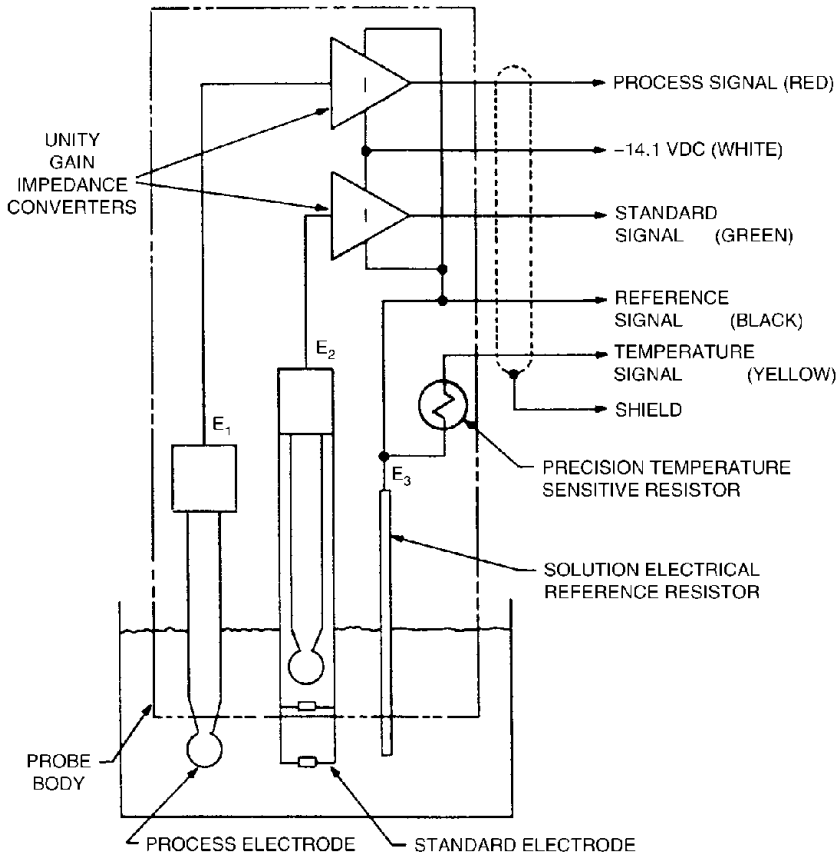 PROCESS SIGNAL (RED)
UNITY
GAIN
IMPEDANCE
CONVERTERS
–14.1 VDC (WHITE)
STANDARD
SIGNAL (GREEN)
REFERENCE
SIGNAL (BLACK)
E2
TEMPERATURE
SIGNAL (YELLOW)
SHIELD
E1
E3
PRECISION TEMPERATURE
SENSITIVE RESISTOR
SOLUTION ELECTRICAL
REFERENCE RESISTOR
PROBE
BODY
PROCESS ELECTRODE
STANDARD ELECTRODE